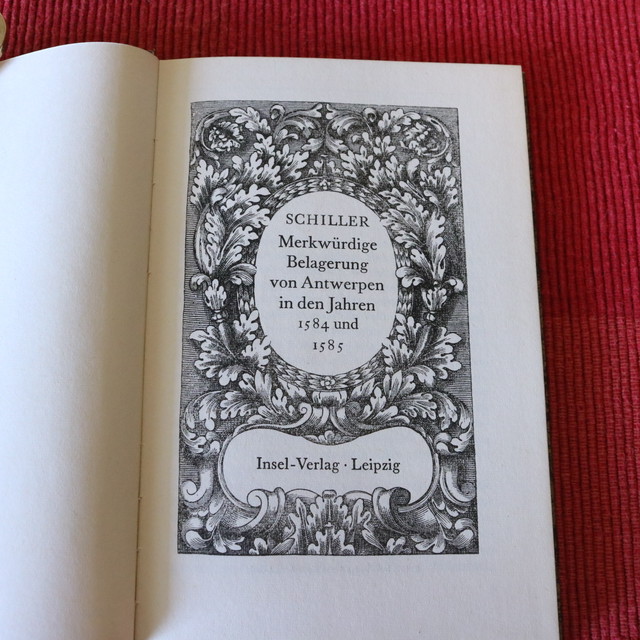 SCHILLER
Merkwürdige
Belagerung
von Antwerpen
in den Jahren
1584 und
1585
Insel-Verlag · Leipzig